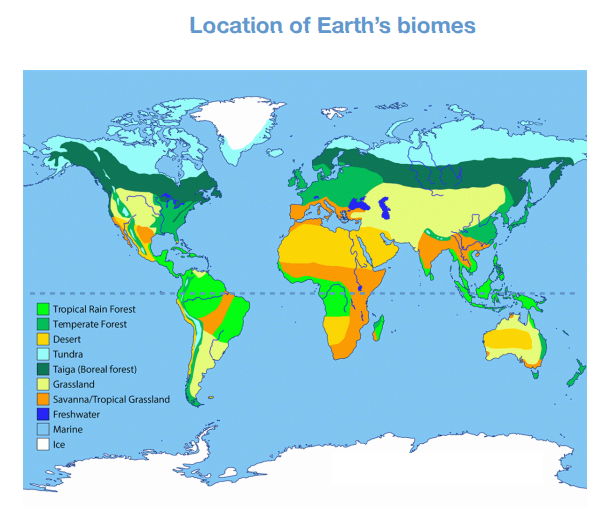 Location of Earth's biomes
Tropical Rain Forest
Temperate Forest
Desert
Tundra
Taiga (Boreal forest)
Grassland
Savanna/Tropical Grassland
Freshwater
Marine
Ice